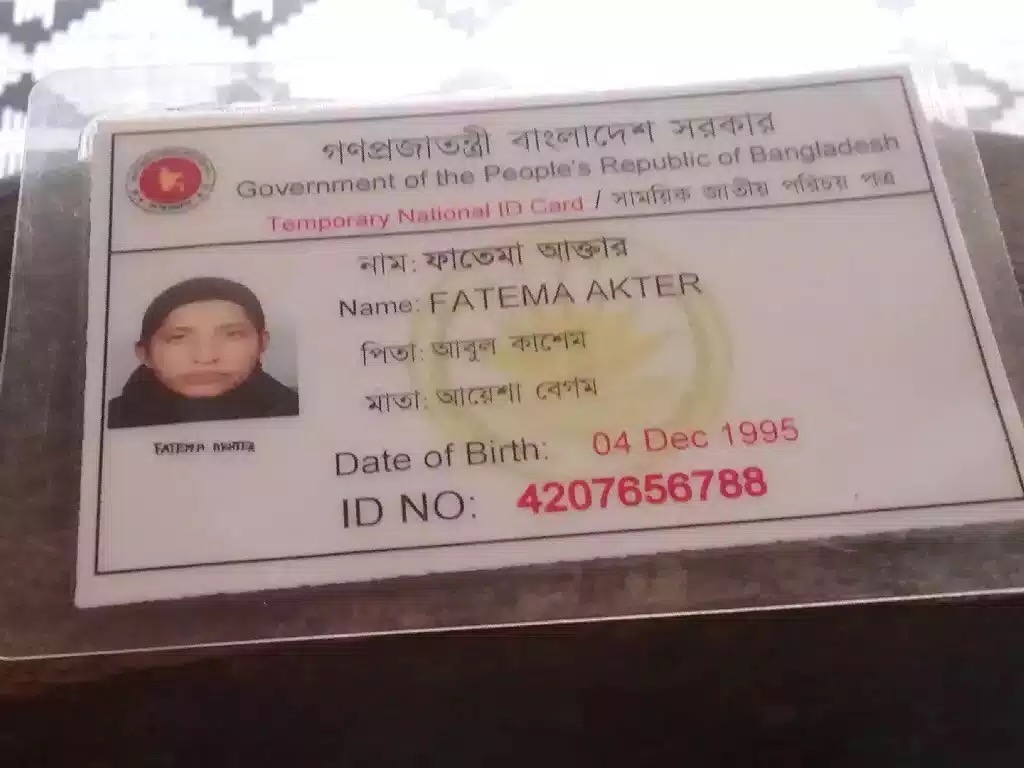 গণপ্রজাতন্ত্রী বাংলাদেশ সরকার
Government of the People's Republic of Bangladesh
Temporary National ID Card / সাময়িক জাতীয় পরিচয় পত্র
নাম: ফাতেমা আক্তার
Name: FATEMA AKTER
পিতা: আবুল কাশেম
মাতা: আয়েশা বেগম
Date of Birth: 04 Dec 1995
ID NO: 4207656788
FATEMA